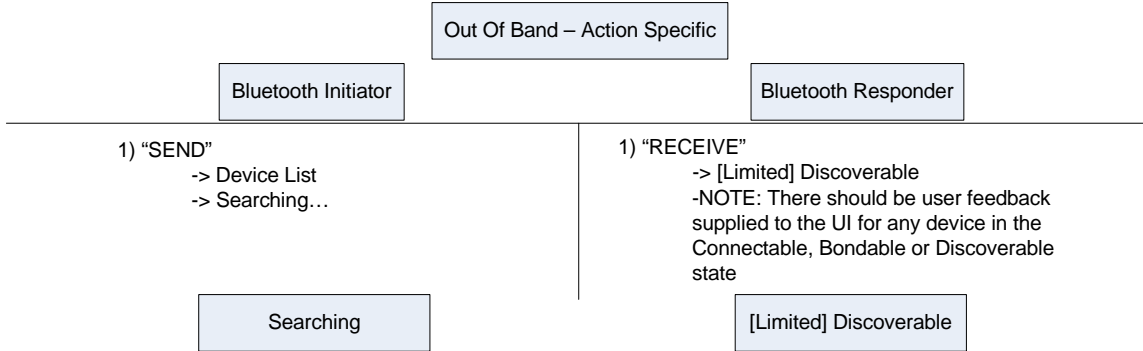 Out Of Band – Action Specific
Bluetooth Initiator
Bluetooth Responder
1) “SEND”
-> Device List
-> Searching…
1) “RECEIVE”
-> [Limited] Discoverable
-NOTE: There should be user feedback
supplied to the UI for any device in the
Connectable, Bondable or Discoverable
state
Searching
[Limited] Discoverable